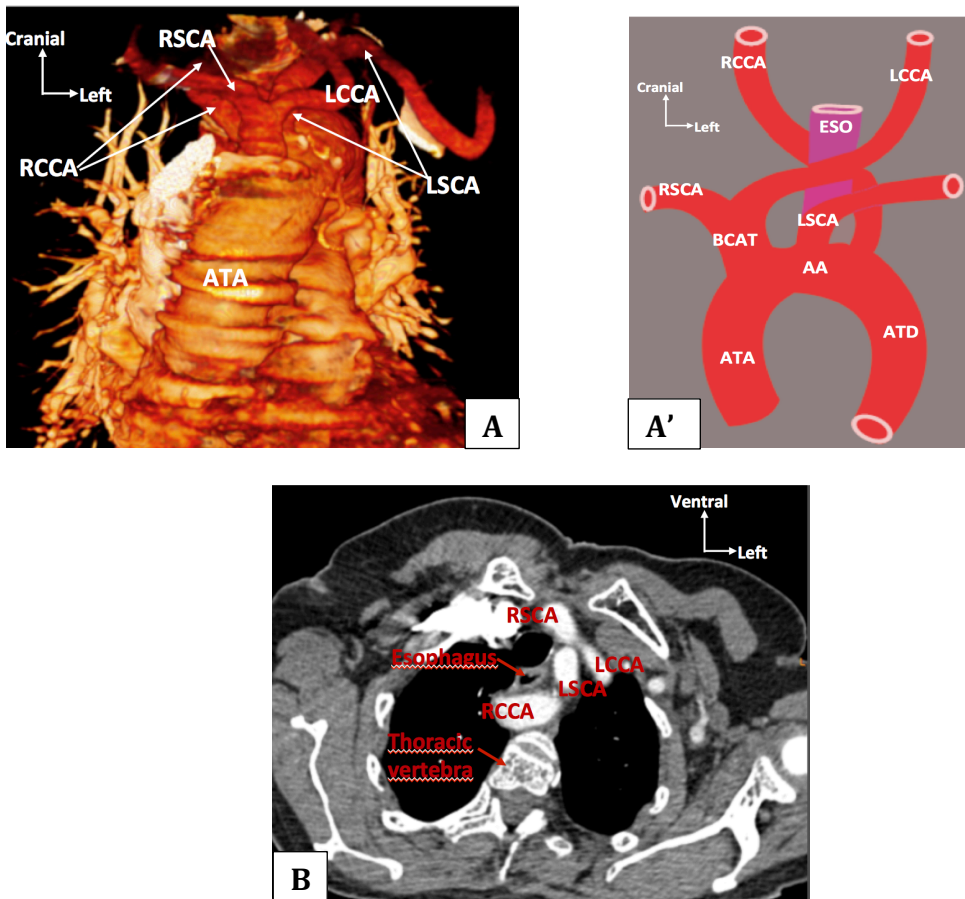 Cranial
Left
RSCA
LCCA
RCCA
LSCA
ATA
A
RCCA
LCCA
Cranial
Left
ESO
RSCA
LSCA
BCAT
AA
ATA
ATD
A'
Ventral
Left
RSCA
Esophagus
LCCA
LSCA
RCCA
Thoracic
vertebra
B